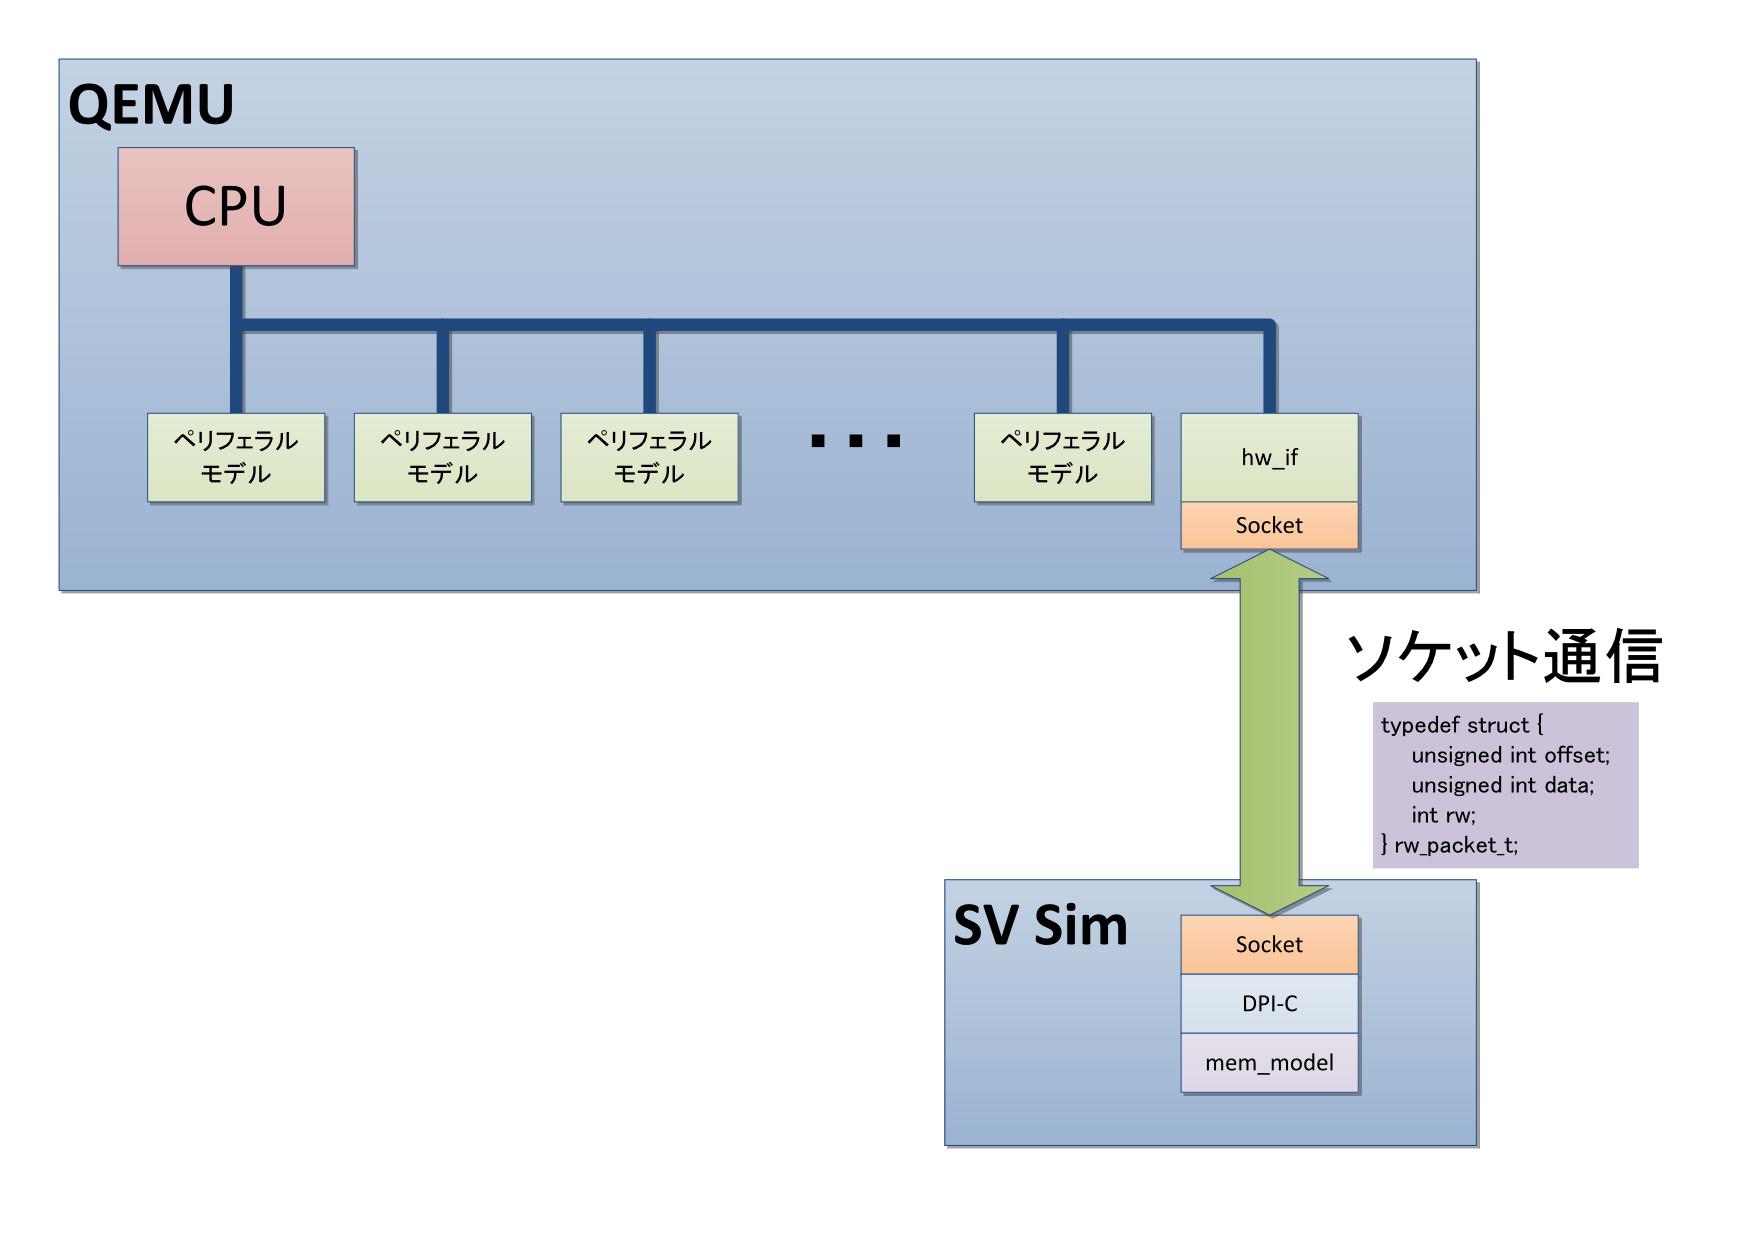 QEMU
CPU
ペリフェラル
モデル
ペリフェラル
モデル
ペリフェラル
モデル
・・・
ペリフェラル
モデル
hw_if
Socket
ソケット通信
typedef struct {
unsigned int offset;
unsigned int data;
int rw;
} rw_packet_t;
SV Sim
Socket
DPI-C
mem_model